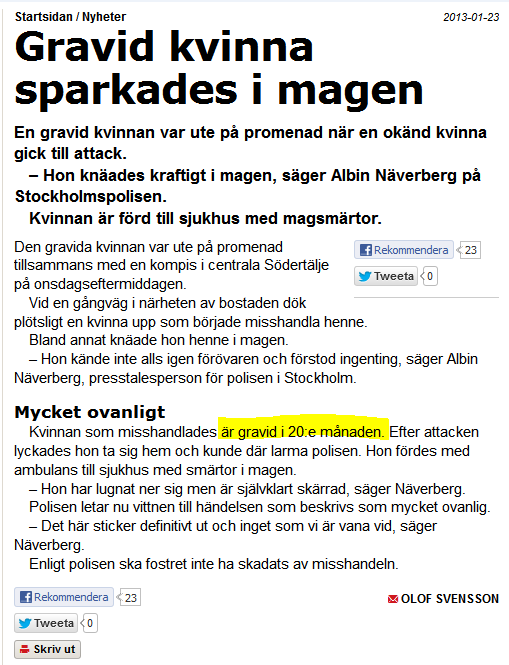 Startsidan / Nyheter
2013-01-23
Gravid kvinna
sparkades i magen
En gravid kvinnan var ute på promenad när en okänd kvinna
gick till attack.
– Hon knäades kraftigt i magen, säger Albin Näverberg på
Stockholmspolisen.
Kvinnan är förd till sjukhus med magsmärtor.
Den gravida kvinnan var ute på promenad
tillsammans med en kompis i centrala Södertälje
på onsdagseftermiddagen.
Vid en gångväg i närheten av bostaden dök
plötsligt en kvinna upp som började misshandla henne.
Bland annat knäade hon henne i magen.
– Hon kände inte alls igen förövaren och förstod ingenting, säger Albin
Näverberg, presstalesperson för polisen i Stockholm.
Rekommendera 23
Tweeta 0
Mycket ovanligt
Kvinnan som misshandlades är gravid i 20:e månaden. Efter attacken
lyckades hon ta sig hem och kunde där larma polisen. Hon fördes med
ambulans till sjukhus med smärtor i magen.
– Hon har lugnat ner sig men är självklart skärrad, säger Näverberg.
Polisen letar nu vittnen till händelsen som beskrivs som mycket ovanlig.
– Det här sticker definitivt ut och inget som vi är vana vid, säger
Näverberg.
Enligt polisen ska fostret inte ha skadats av misshandeln.
Rekommendera 23
OLOF SVENSSON
Tweeta 0
Skriv ut